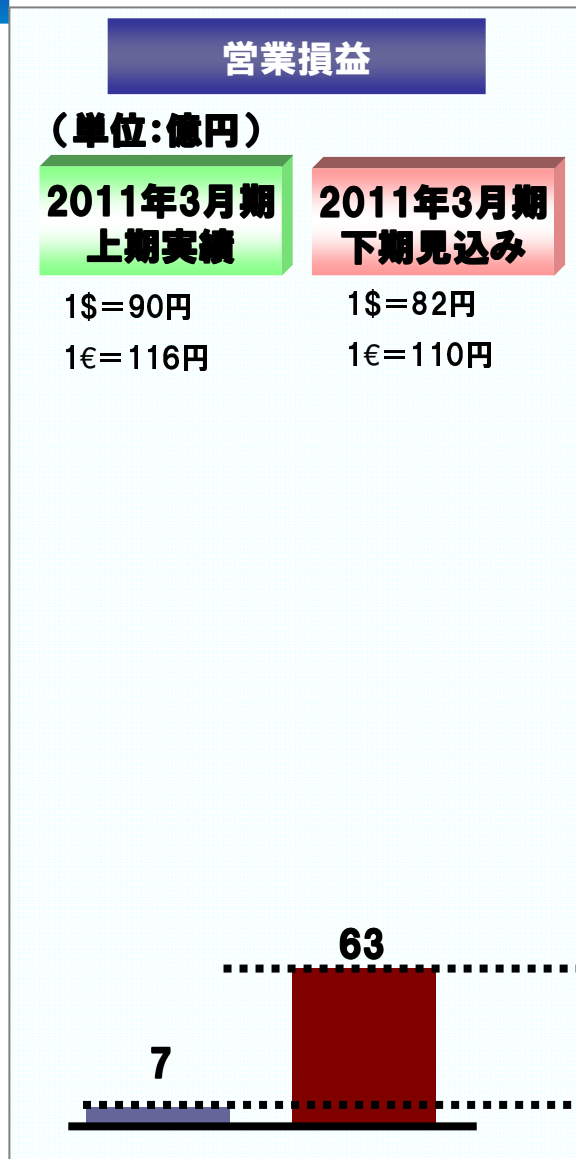 営業損益
（単位：億円）
2011年3月期
上期実績
2011年3月期
下期見込み
1$＝90円
1€＝116円
1$＝82円
1€＝110円
63
7